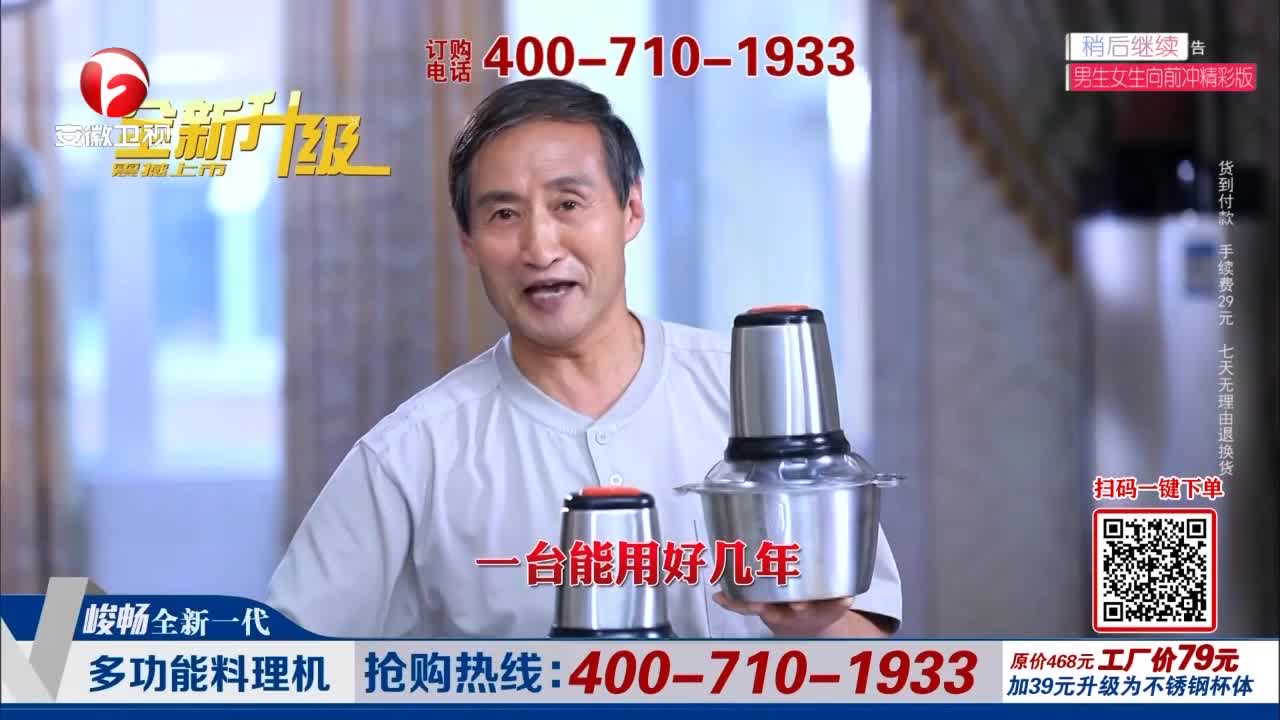 订购电话 400-710-1933
稍后继续 告
男生女生向前冲精彩版
安徽卫视
全新升级
震撼上市
货到付款 手续费29元 七天无理由退换货
扫码一键下单
一台能用好几年
峻畅全新一代
多功能料理机
抢购热线：400-710-1933
原价468元 工厂价79元
加39元升级为不锈钢杯体